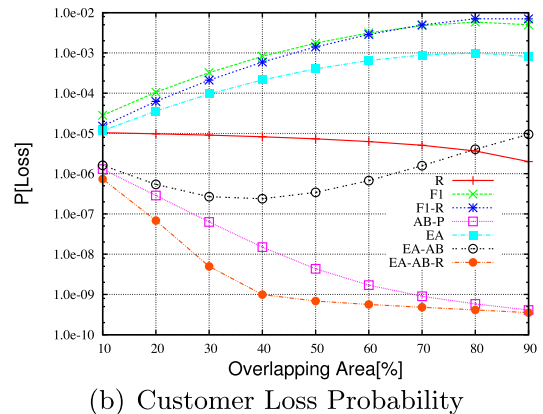 1.0e-02
1.0e-03
1.0e-04
1.0e-05
1.0e-06
1.0e-07
1.0e-08
1.0e-09
1.0e-10
P[Loss]
R
F1
F1-R
AB-P
EA
EA-AB
EA-AB-R
10 20 30 40 50 60 70 80 90
Overlapping Area[%]
(b) Customer Loss Probability